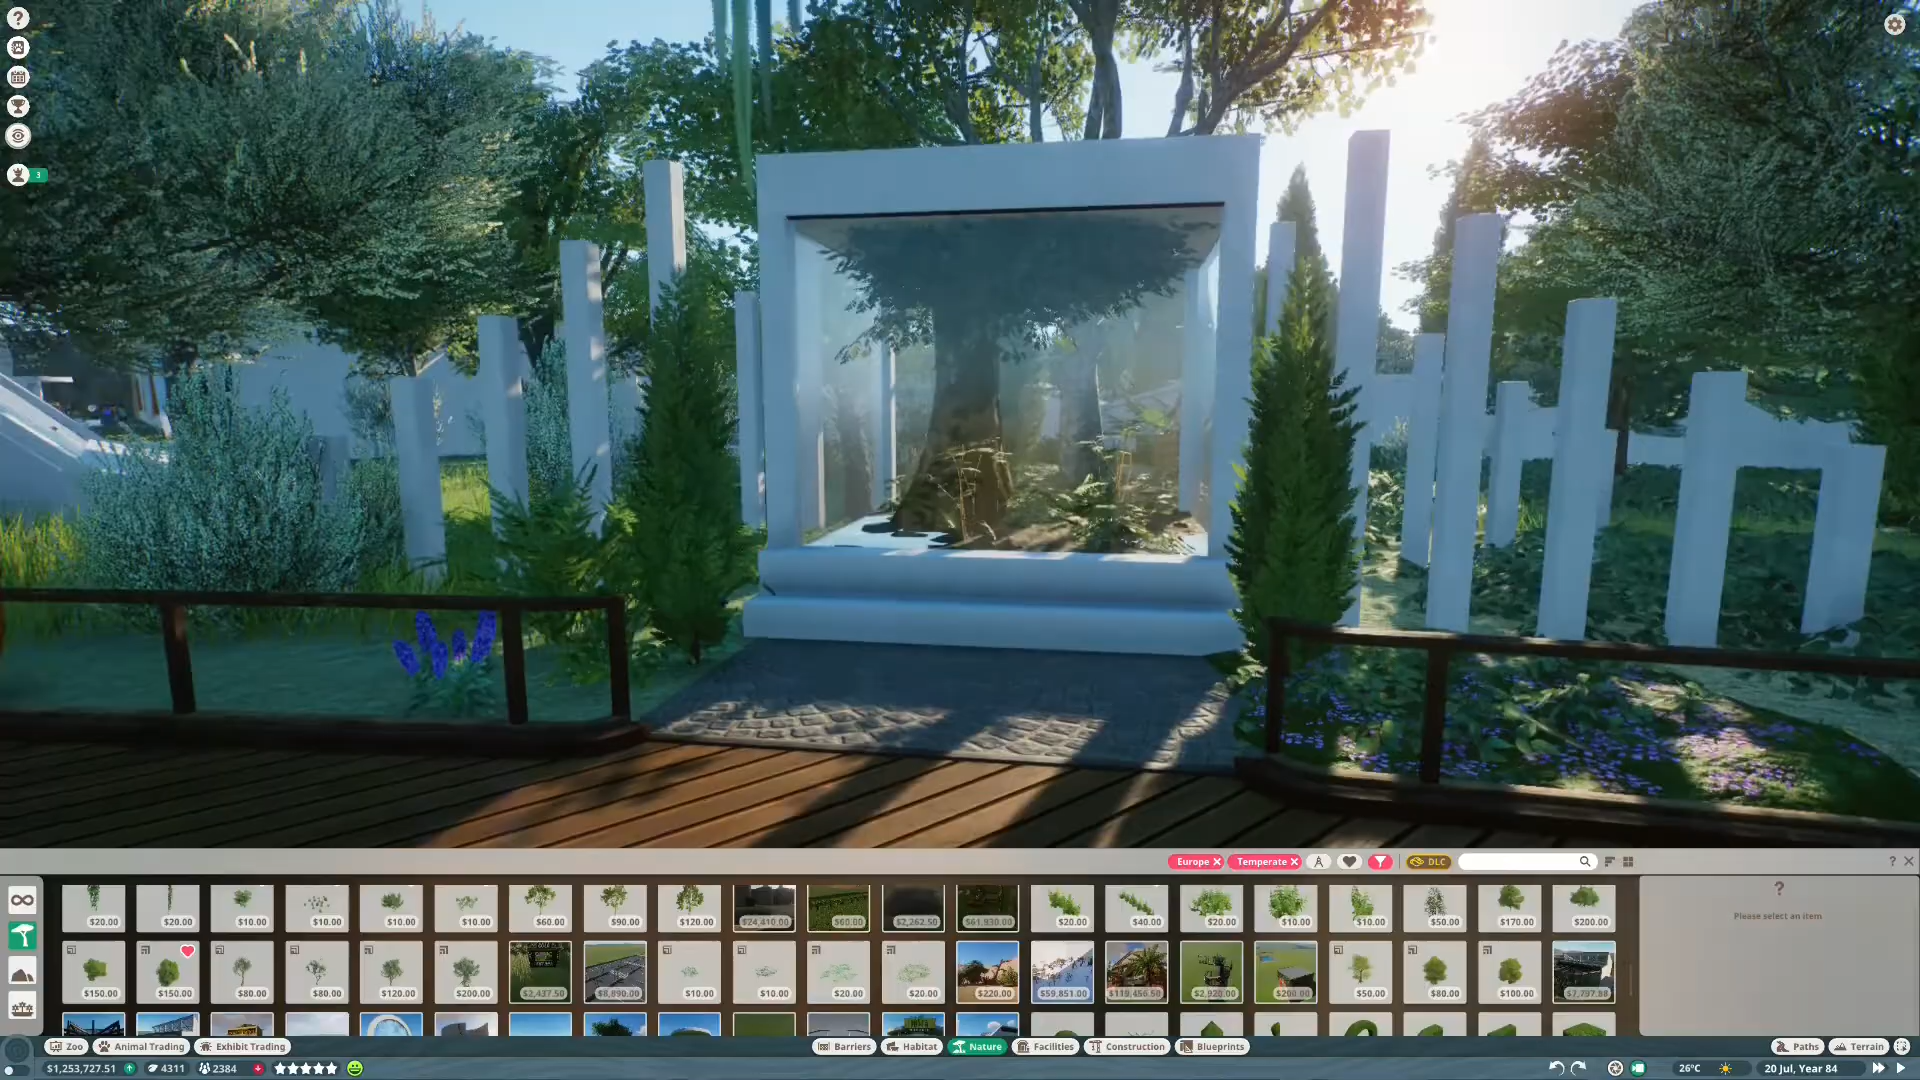 ?
3
Europe ×
Temperate ×
DLC
? ×
$20.00 $20.00 $10.00 $10.00 $10.00 $10.00 $60.00 $90.00 $120.00 $24,410.00 $60.00 $2,262.50 $61,930.00 $20.00 $40.00 $20.00 $10.00 $10.00 $50.00 $170.00 $200.00
?
Please select an item
$150.00 $150.00 $80.00 $80.00 $120.00 $200.00 $2,437.50 $8,890.00 $10.00 $10.00 $20.00 $20.00 $220.00 $59,851.00 $119,456.50 $2,920.00 $200.00 $50.00 $80.00 $100.00 $7,797.88
Zoo Animal Trading Exhibit Trading Barriers Habitat Nature Facilities Construction Blueprints Paths Terrain
$1,253,727.51 4311 2384 26°C 20 Jul, Year 84